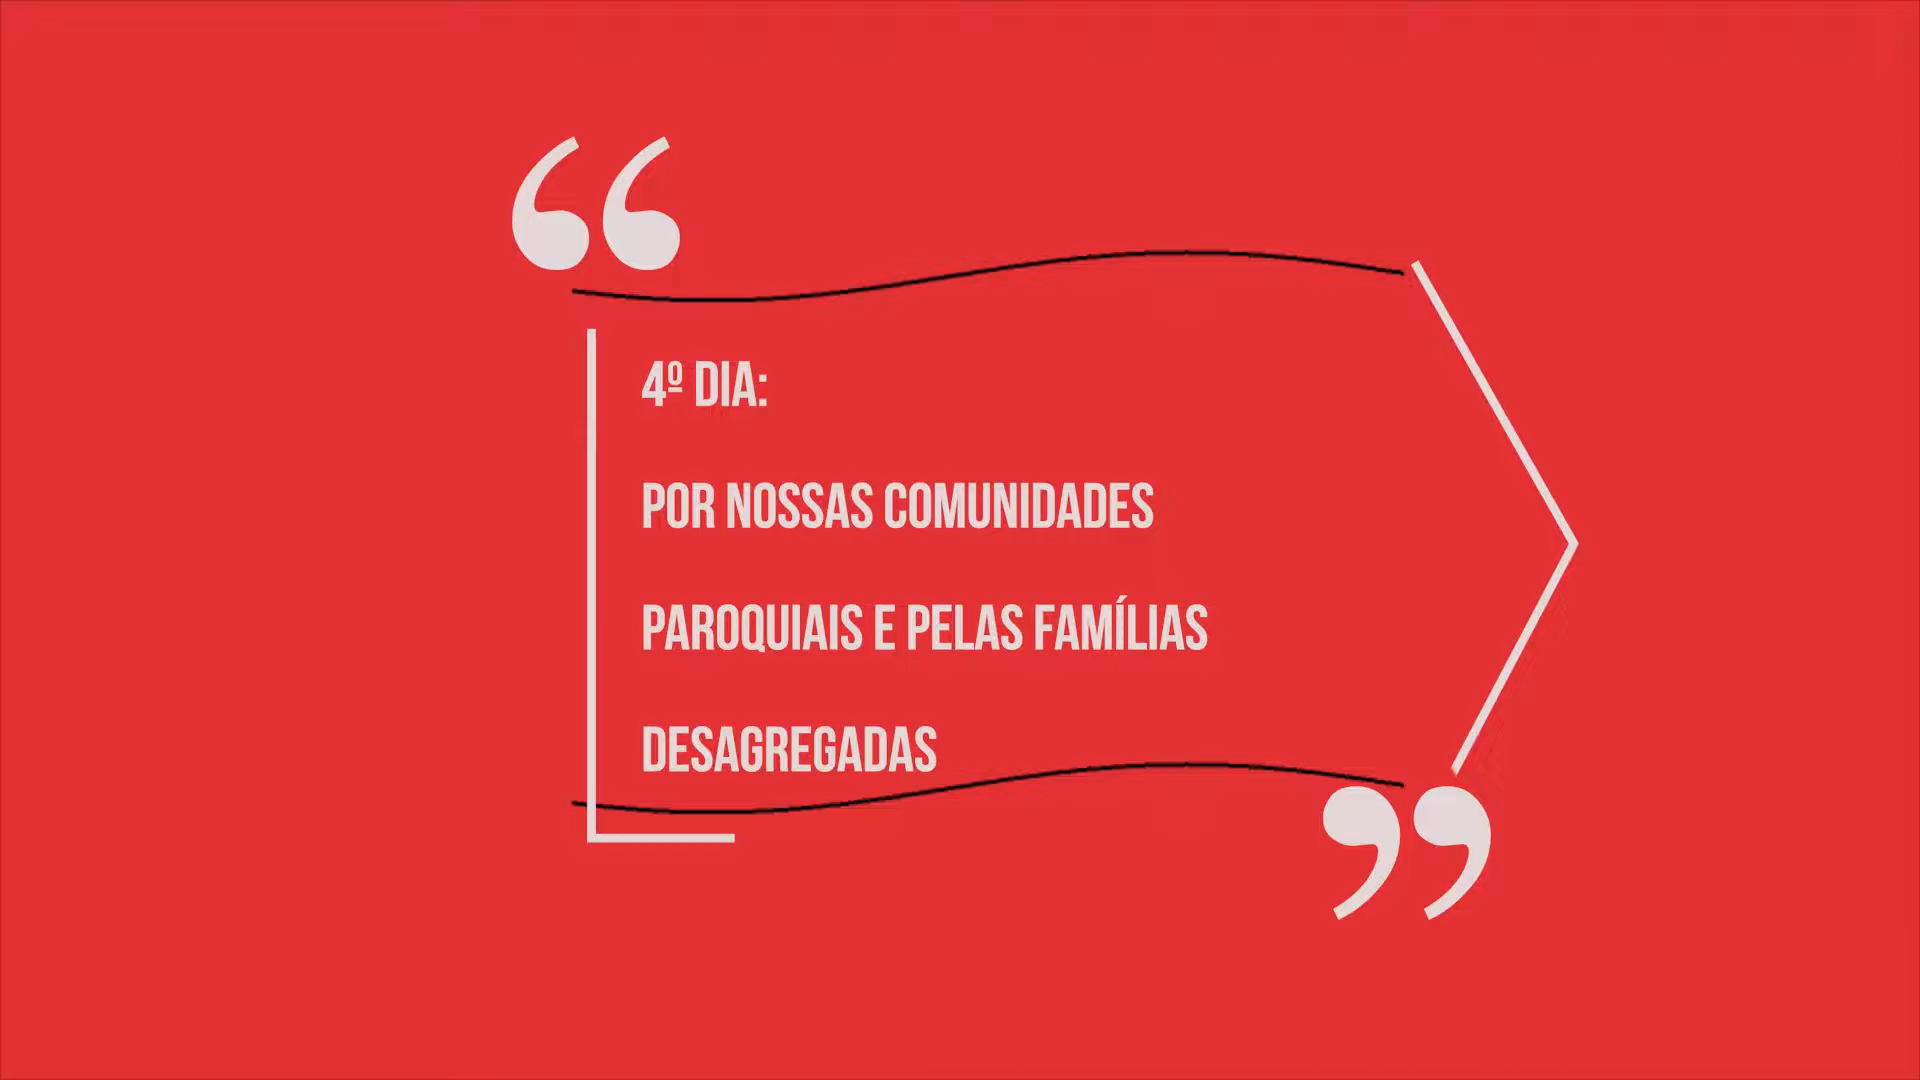 “
4º DIA:
POR NOSSAS COMUNIDADES
PAROQUIAIS E PELAS FAMÍLIAS
DESAGREGADAS
”